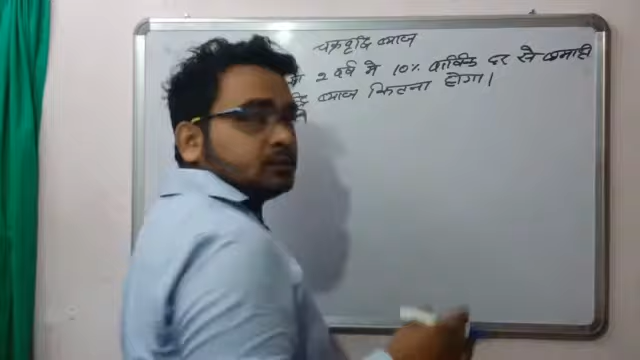 चक्रवृद्धि ब्याज
2 वर्ष में 10% वार्षिक दर से छमाही
ब्याज कितना होगा।